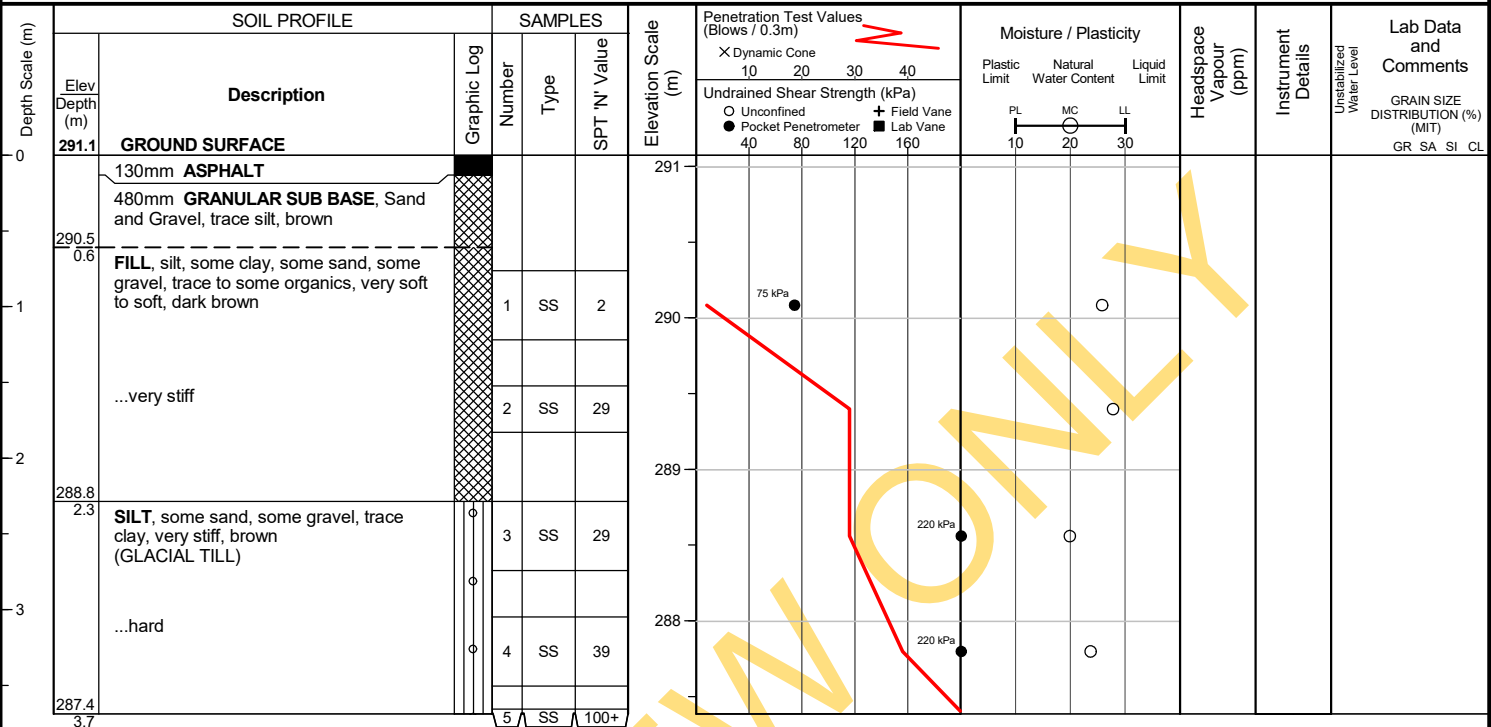 SOIL PROFILE
SAMPLES
Depth Scale (m)
Elev
Depth
(m)
Description
Graphic Log
Number
Type
SPT 'N' Value
Elevation Scale
(m)
Penetration Test Values
(Blows / 0.3m)
× Dynamic Cone
10 20 30 40
Undrained Shear Strength (kPa)
Unconfined
Field Vane
Pocket Penetrometer
Lab Vane
40 80 120 160
Moisture / Plasticity
Plastic
Limit
Natural
Water Content
Liquid
Limit
PL MC LL
10 20 30
Headspace
Vapour
(ppm)
Instrument
Details
Unstabilized
Water Level
Lab Data
and
Comments
GRAIN SIZE
DISTRIBUTION (%)
(MIT)
GR SA SI CL
291.1 GROUND SURFACE
0
291
130mm ASPHALT
480mm GRANULAR SUB BASE, Sand
and Gravel, trace silt, brown
290.5
0.6
FILL, silt, some clay, some sand, some
gravel, trace to some organics, very soft
to soft, dark brown
1
1 SS 2
75 kPa
290
...very stiff
2 SS 29
2
289
288.8
2.3
SILT, some sand, some gravel, trace
clay, very stiff, brown
(GLACIAL TILL)
3 SS 29
220 kPa
3
288
...hard
4 SS 39
220 kPa
287.4
3.7
5 SS 100+
W ONLY